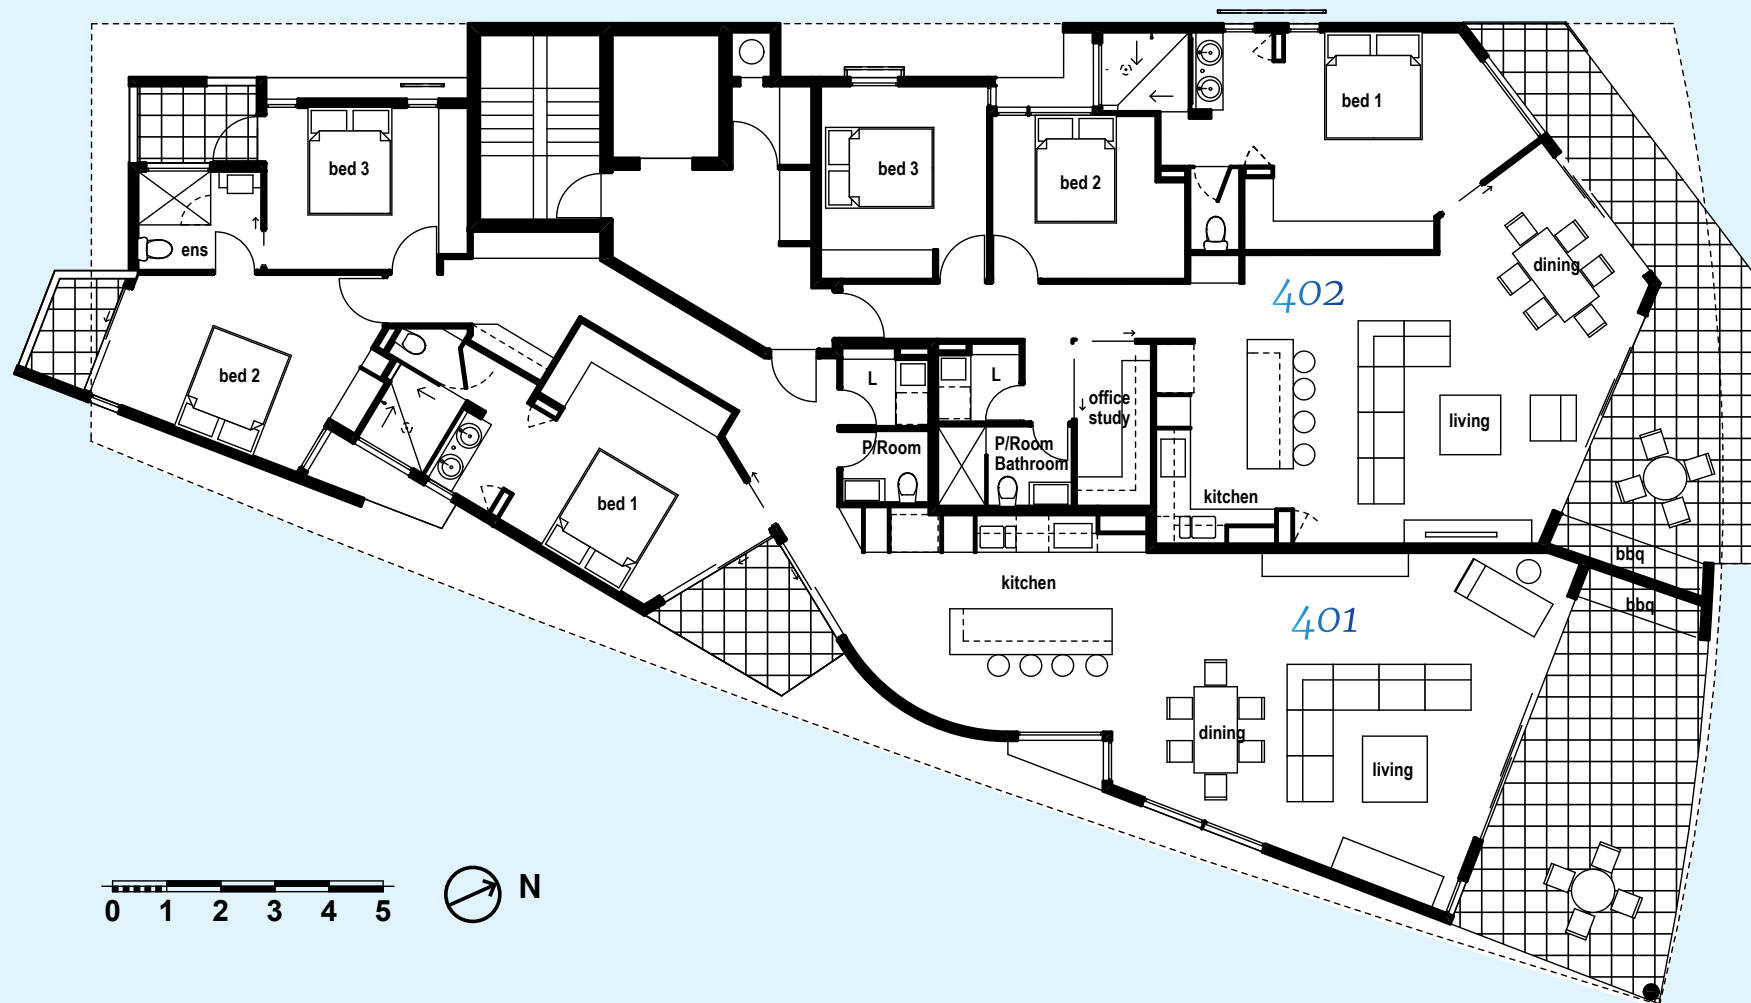 bed 1
bed 3
bed 3
bed 2
ens
dining
402
bed 2
L
L
office
study
living
P/Room
P/Room
Bathroom
bed 1
kitchen
bbq
kitchen
bbq
401
dining
living
N
0 1 2 3 4 5